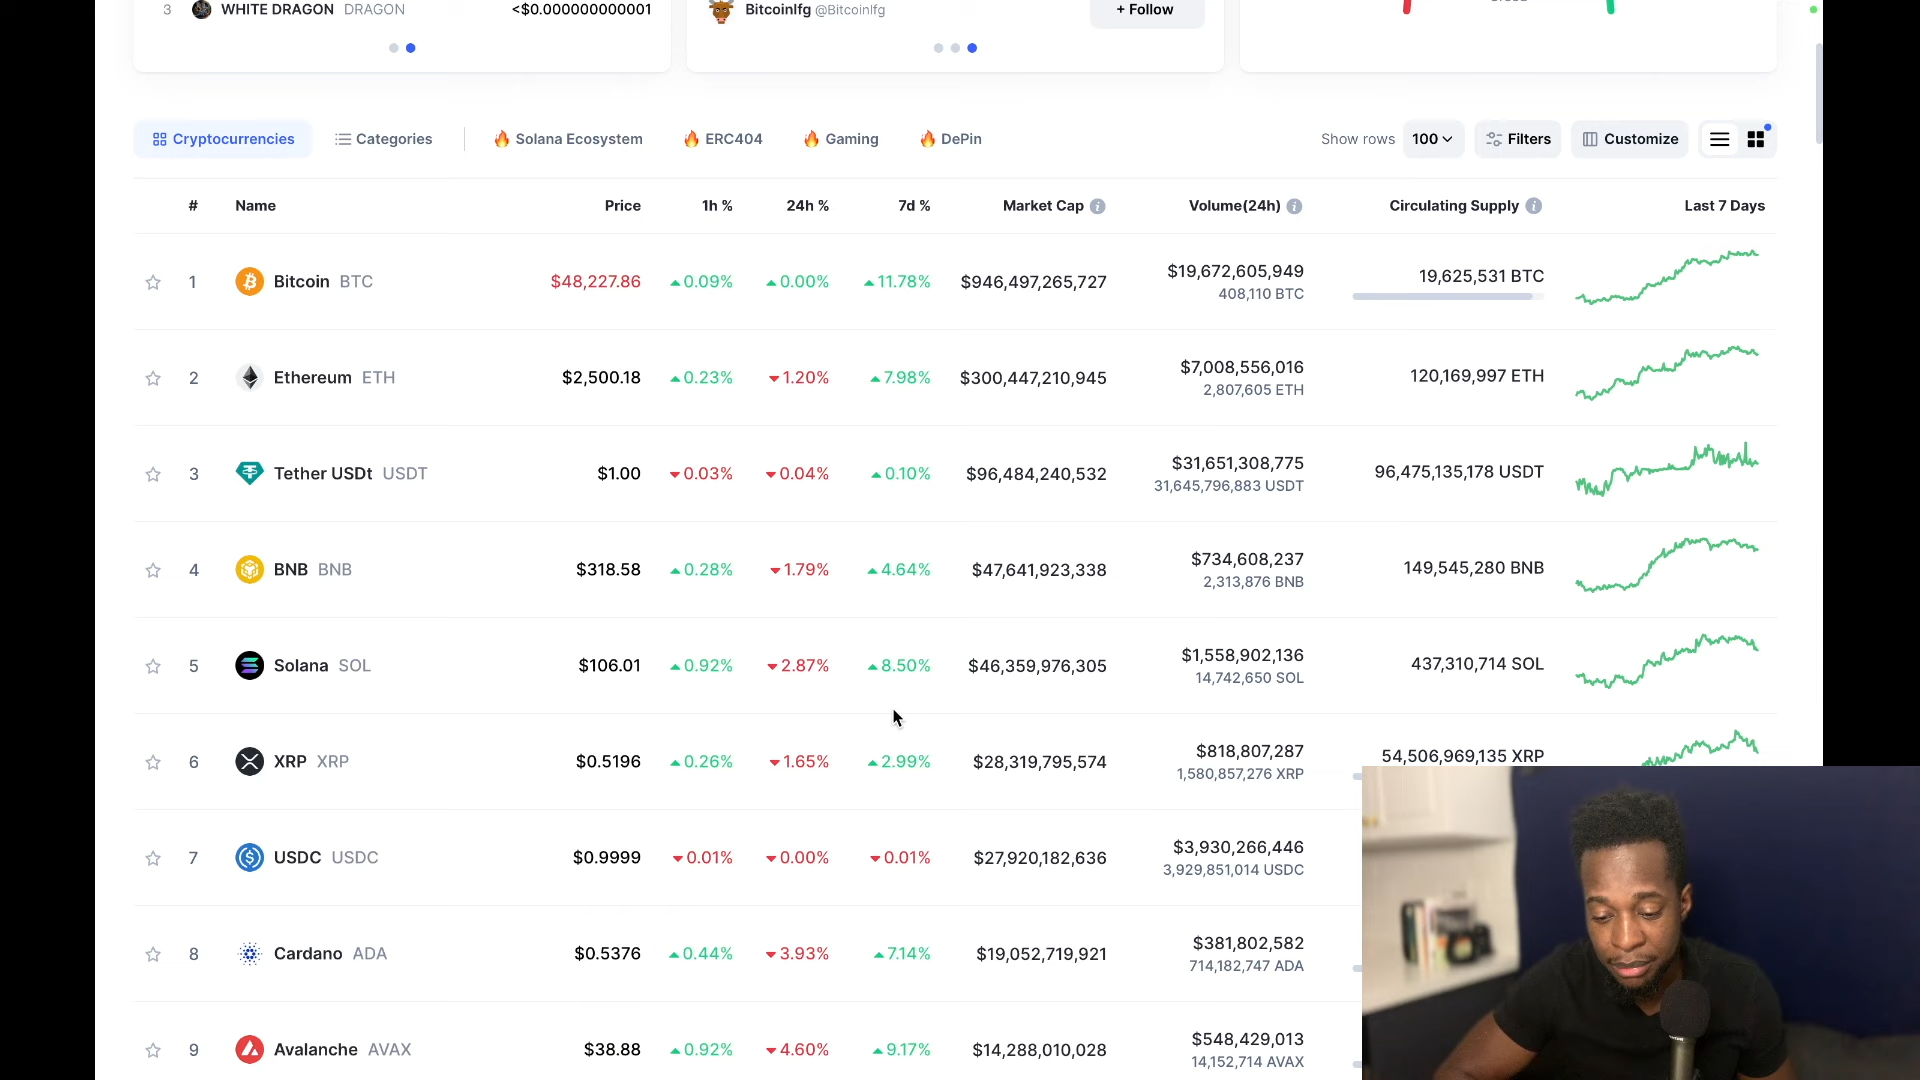 3 WHITE DRAGON DRAGON <$0.000000000001
Bitcoinlfg @Bitcoinlfg + Follow
Cryptocurrencies Categories Solana Ecosystem ERC404 Gaming DePin Show rows 100 Filters Customize
# Name Price 1h % 24h % 7d % Market Cap Volume(24h) Circulating Supply Last 7 Days
1 Bitcoin BTC $48,227.86 0.09% 0.00% 11.78% $946,497,265,727 $19,672,605,949 19,625,531 BTC
408,110 BTC
2 Ethereum ETH $2,500.18 0.23% 1.20% 7.98% $300,447,210,945 $7,008,556,016 120,169,997 ETH
2,807,605 ETH
3 Tether USDt USDT $1.00 0.03% 0.04% 0.10% $96,484,240,532 $31,651,308,775 96,475,135,178 USDT
31,645,796,883 USDT
4 BNB BNB $318.58 0.28% 1.79% 4.64% $47,641,923,338 $734,608,237 149,545,280 BNB
2,313,876 BNB
5 Solana SOL $106.01 0.92% 2.87% 8.50% $46,359,976,305 $1,558,902,136 437,310,714 SOL
14,742,650 SOL
6 XRP XRP $0.5196 0.26% 1.65% 2.99% $28,319,795,574 $818,807,287 54,506,969,135 XRP
1,580,857,276 XRP
7 USDC USDC $0.9999 0.01% 0.00% 0.01% $27,920,182,636 $3,930,266,446
3,929,851,014 USDC
8 Cardano ADA $0.5376 0.44% 3.93% 7.14% $19,052,719,921 $381,802,582
714,182,747 ADA
9 Avalanche AVAX $38.88 0.92% 4.60% 9.17% $14,288,010,028 $548,429,013
14,152,714 AVAX